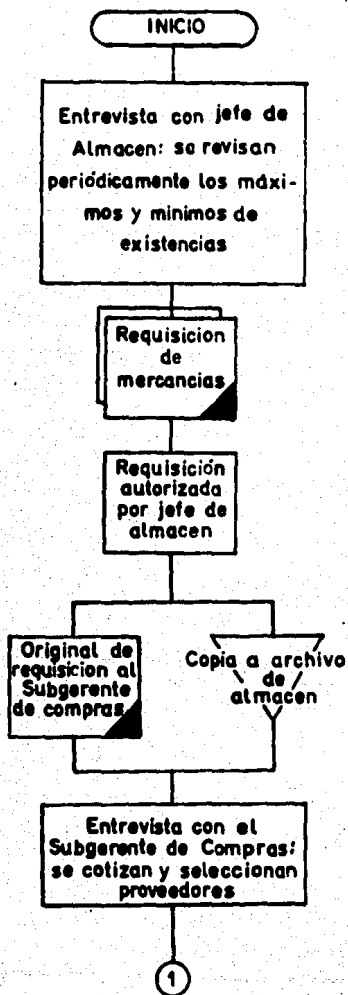 INICIO
Entrevista con jefe de
Almacen: se revisan
periódicamente los máxi-
mos y minimos de
existencias
Requisicion
de
mercancias
Requisición
autorizada
por jefe de
almacen
Original de
requisicion al
Subgerente
de compras
Copia a archivo
de
almacen
Entrevista con el
Subgerente de Compras:
se cotizan y seleccionan
proveedores
1